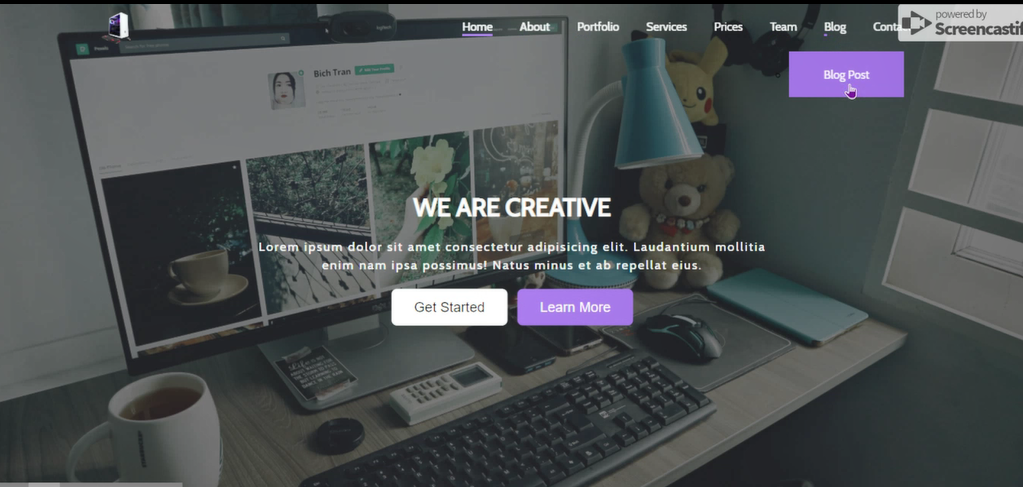 Home About Portfolio Services Prices Team Blog
powered by
Screencastif
Blog Post
Bich Tran
WE ARE CREATIVE
Lorem ipsum dolor sit amet consectetur adipisicing elit. Laudantium mollitia
enim nam ipsa possimus! Natus minus et ab repellat eius.
Get Started Learn More